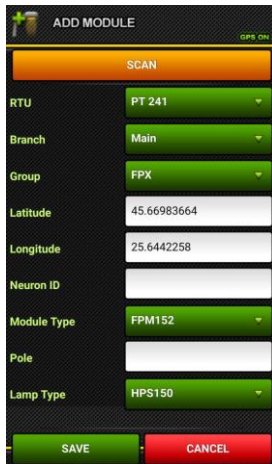 ADD MODULE
GPS ON
SCAN
RTU PT 241
Branch Main
Group FPX
Latitude 45.66983664
Longitude 25.6442258
Neuron ID
Module Type FPM152
Pole
Lamp Type HPS150
SAVE CANCEL